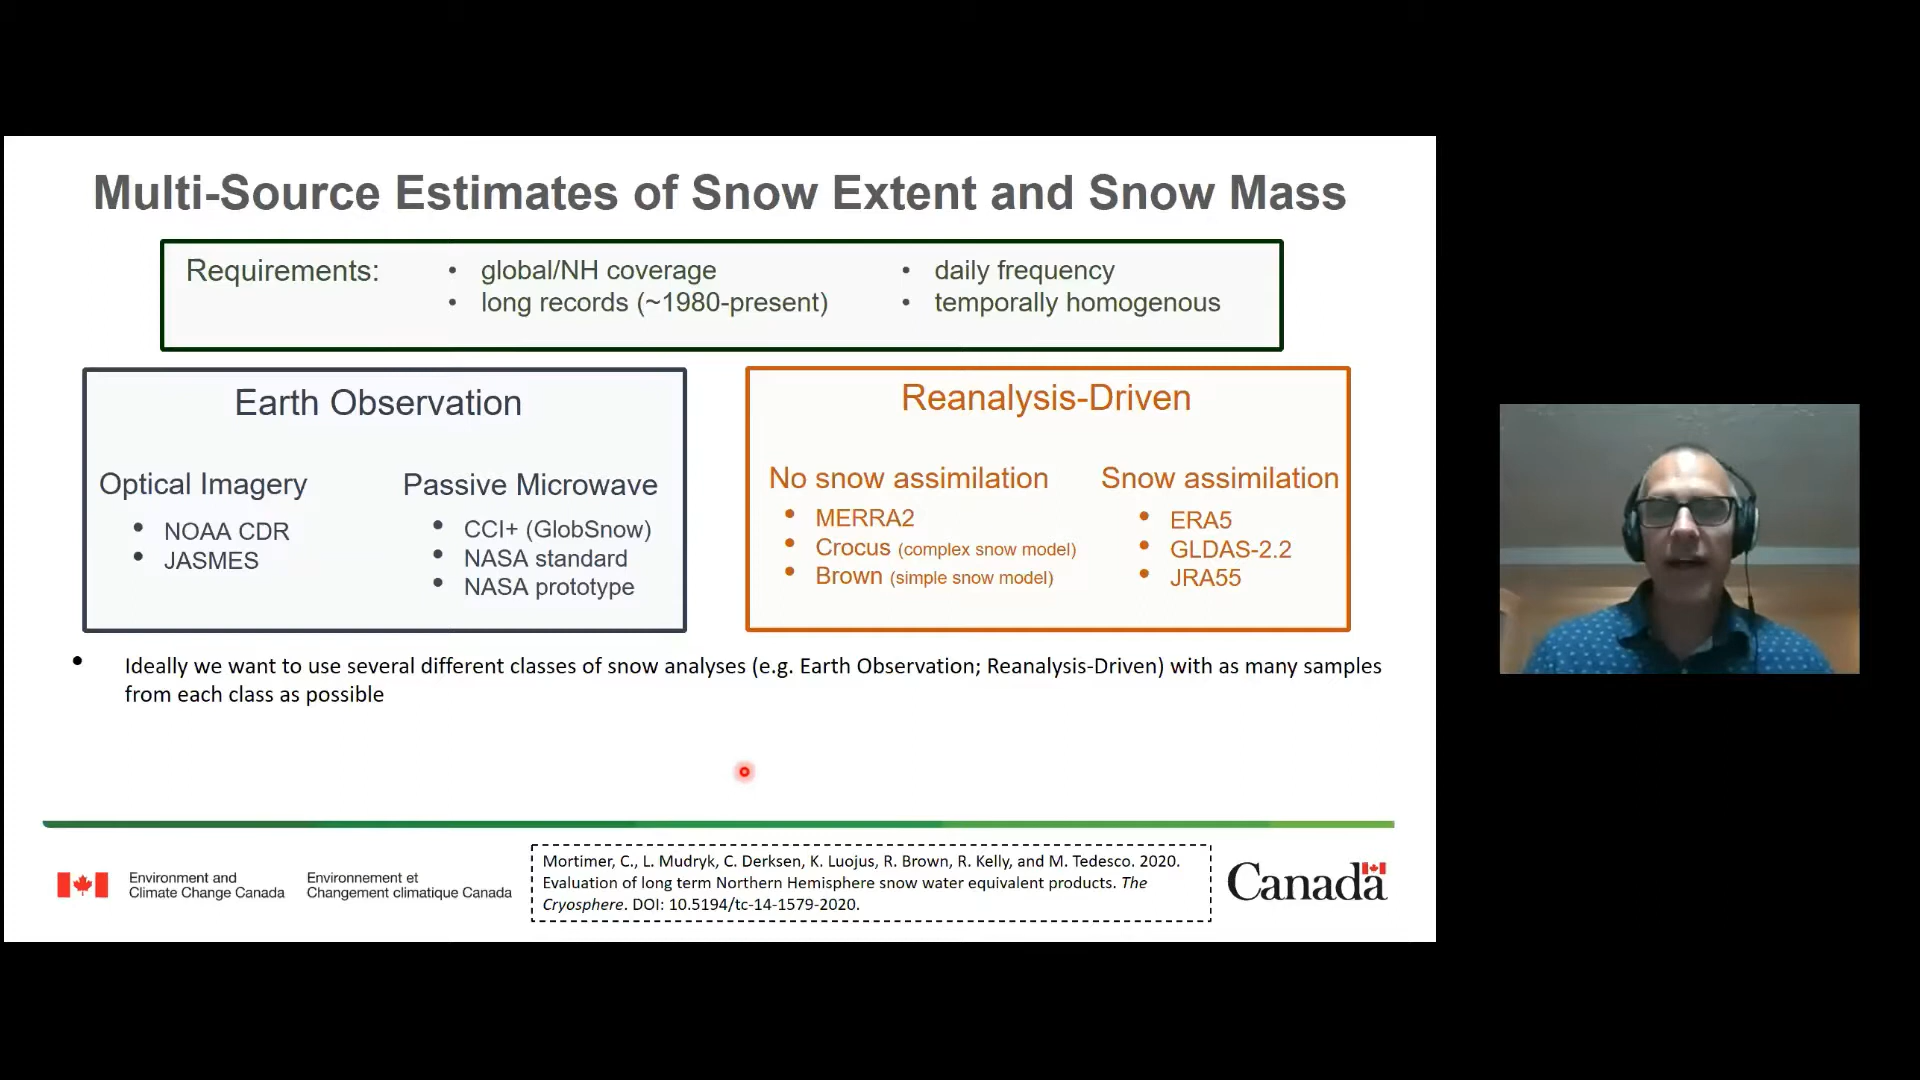 Multi-Source Estimates of Snow Extent and Snow Mass
Requirements:
• global/NH coverage
• long records (~1980-present)
• daily frequency
• temporally homogenous
Earth Observation
Optical Imagery
• NOAA CDR
• JASMES
Passive Microwave
• CCI+ (GlobSnow)
• NASA standard
• NASA prototype
Reanalysis-Driven
No snow assimilation
• MERRA2
• Crocus (complex snow model)
• Brown (simple snow model)
Snow assimilation
• ERA5
• GLDAS-2.2
• JRA55
• Ideally we want to use several different classes of snow analyses (e.g. Earth Observation; Reanalysis-Driven) with as many samples
from each class as possible
Environment and
Climate Change Canada
Environnement et
Changement climatique Canada
Mortimer, C., L. Mudryk, C. Derksen, K. Luojus, R. Brown, R. Kelly, and M. Tedesco. 2020.
Evaluation of long term Northern Hemisphere snow water equivalent products. The
Cryosphere. DOI: 10.5194/tc-14-1579-2020.
Canada